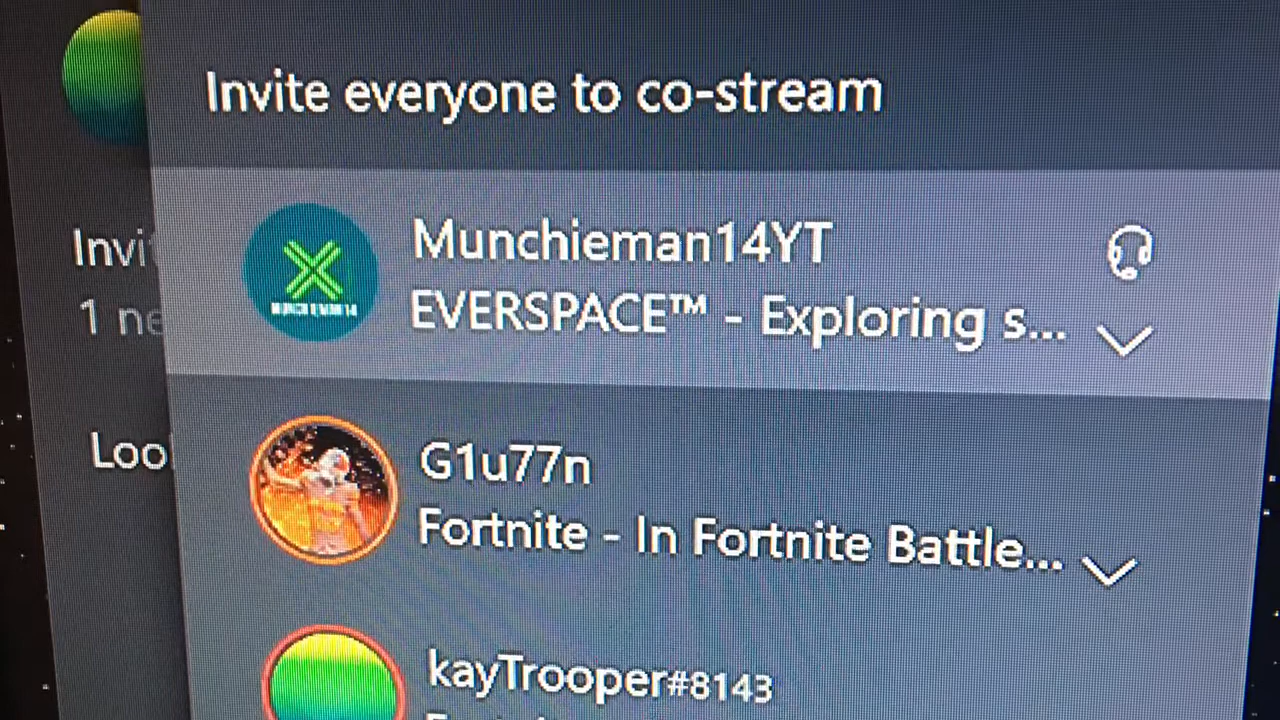 Invite everyone to co-stream
Munchieman14YT
EVERSPACE™ - Exploring s...
Invi
1 ne
G1u77n
Loo
Fortnite - In Fortnite Battle...
kayTrooper#8143